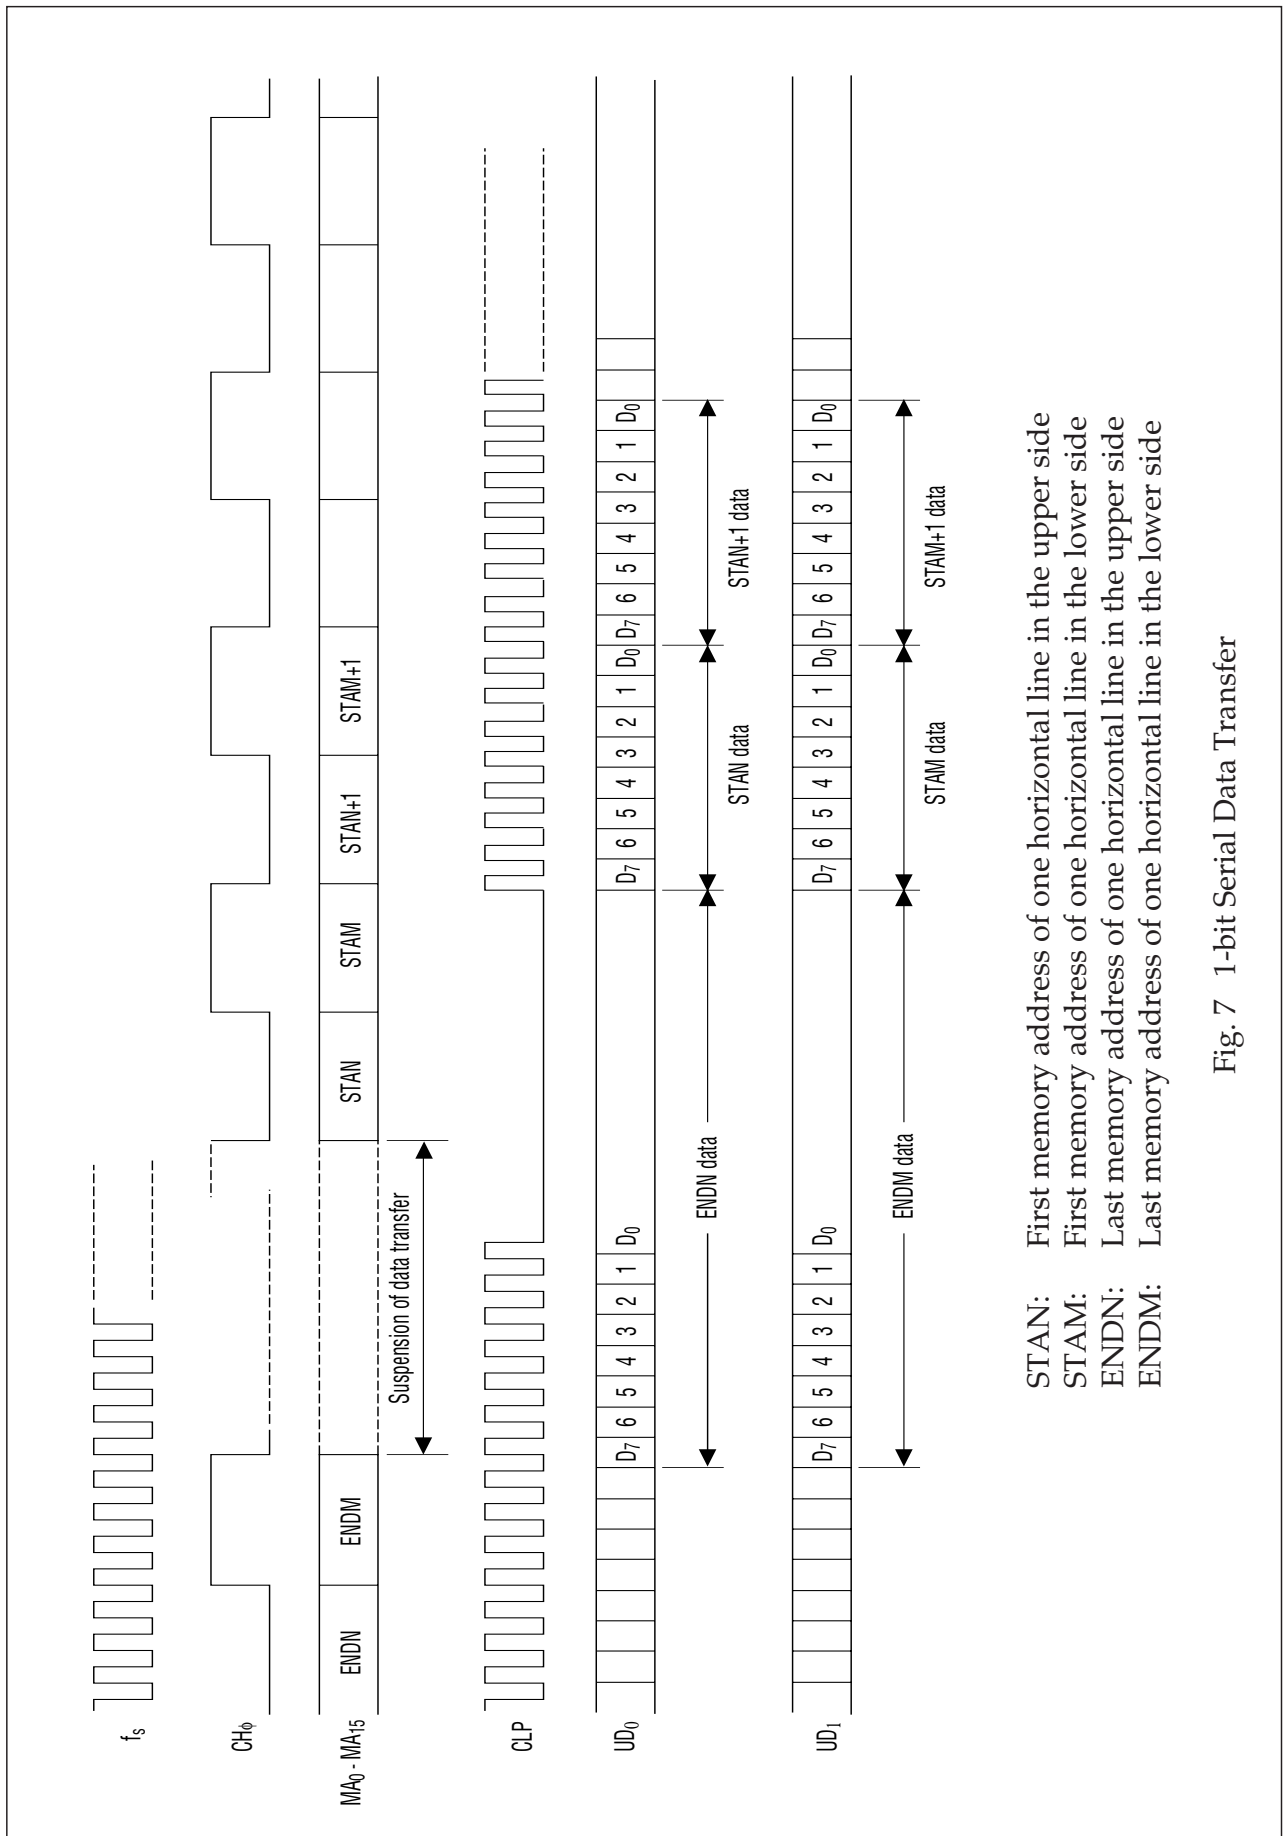 fs
CHϕ
MA0 - MA15
ENDN ENDM STAN STAM STAN+1 STAM+1
Suspension of data transfer
CLP
UD0
D7 6 5 4 3 2 1 D0 D7 6 5 4 3 2 1 D0 D7 6 5 4 3 2 1 D0
ENDN data STAN data STAN+1 data
UD1
D7 6 5 4 3 2 1 D0 D7 6 5 4 3 2 1 D0 D7 6 5 4 3 2 1 D0
ENDM data STAM data STAM+1 data
STAN: First memory address of one horizontal line in the upper side
STAM: First memory address of one horizontal line in the lower side
ENDN: Last memory address of one horizontal line in the upper side
ENDM: Last memory address of one horizontal line in the lower side
Fig. 7 1-bit Serial Data Transfer